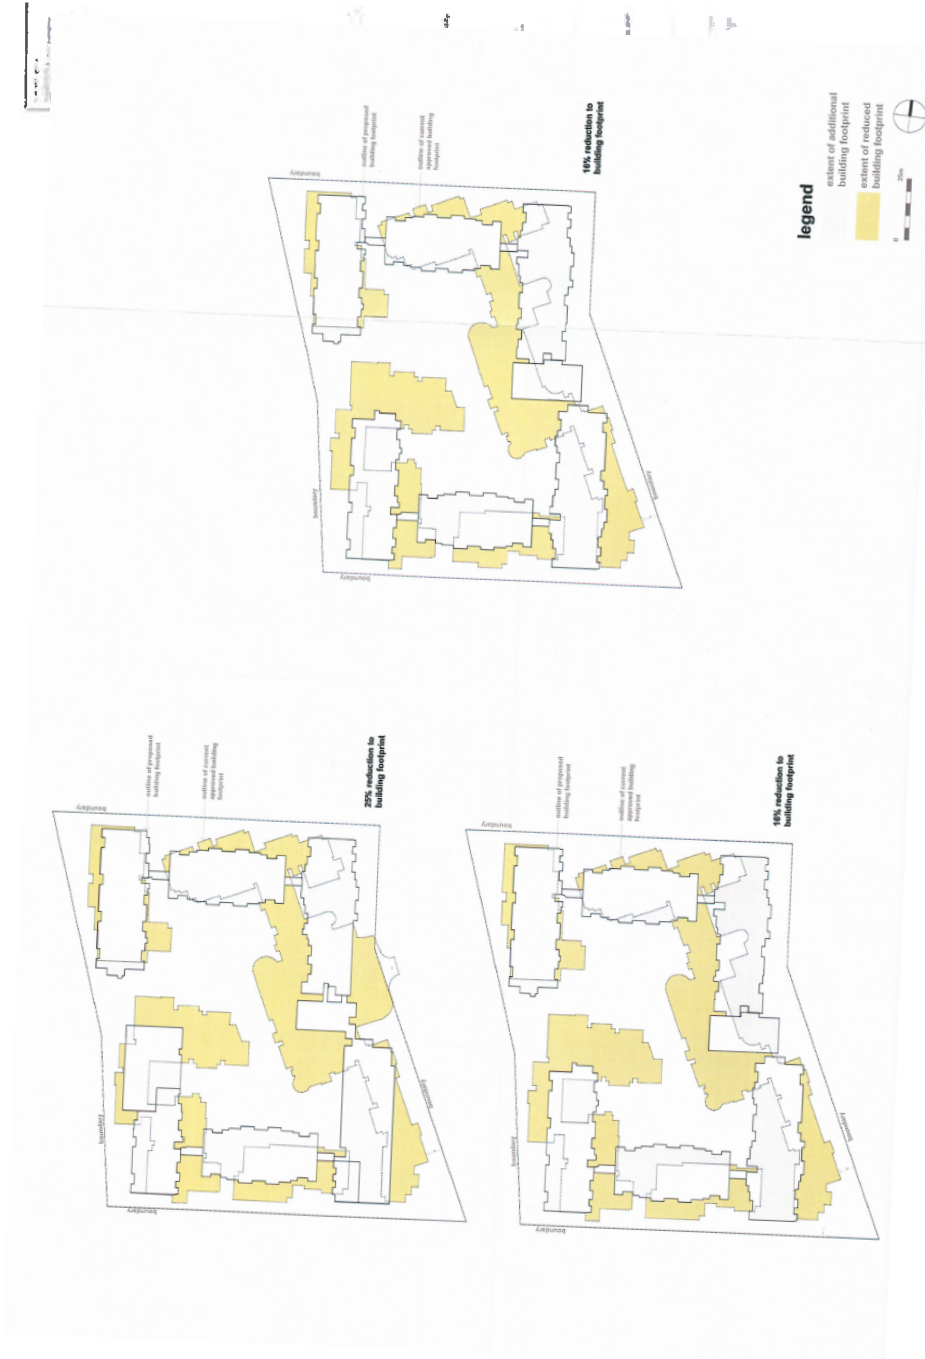 outline of proposed
building footprint
outline of current
approved building
footprint
16% reduction to
building footprint
boundary
boundary
boundary
boundary
legend
extent of additional
building footprint
extent of reduced
building footprint
0
25m
outline of proposed
building footprint
outline of current
approved building
footprint
25% reduction to
building footprint
boundary
boundary
boundary
boundary
outline of proposed
building footprint
outline of current
approved building
footprint
16% reduction to
building footprint
boundary
boundary
boundary
boundary